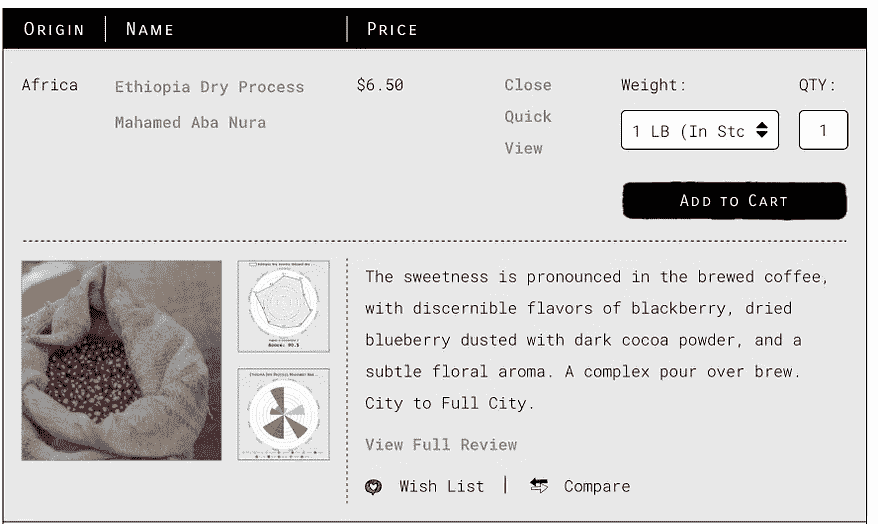 Origin Name Price
Africa
Ethiopia Dry Process
Mahamed Aba Nura
$6.50
Close
Quick
View
Weight:
1 LB (In Stc
QTY:
1
Add to Cart
The sweetness is pronounced in the brewed coffee,
with discernible flavors of blackberry, dried
blueberry dusted with dark cocoa powder, and a
subtle floral aroma. A complex pour over brew.
City to Full City.
View Full Review
Wish List | Compare